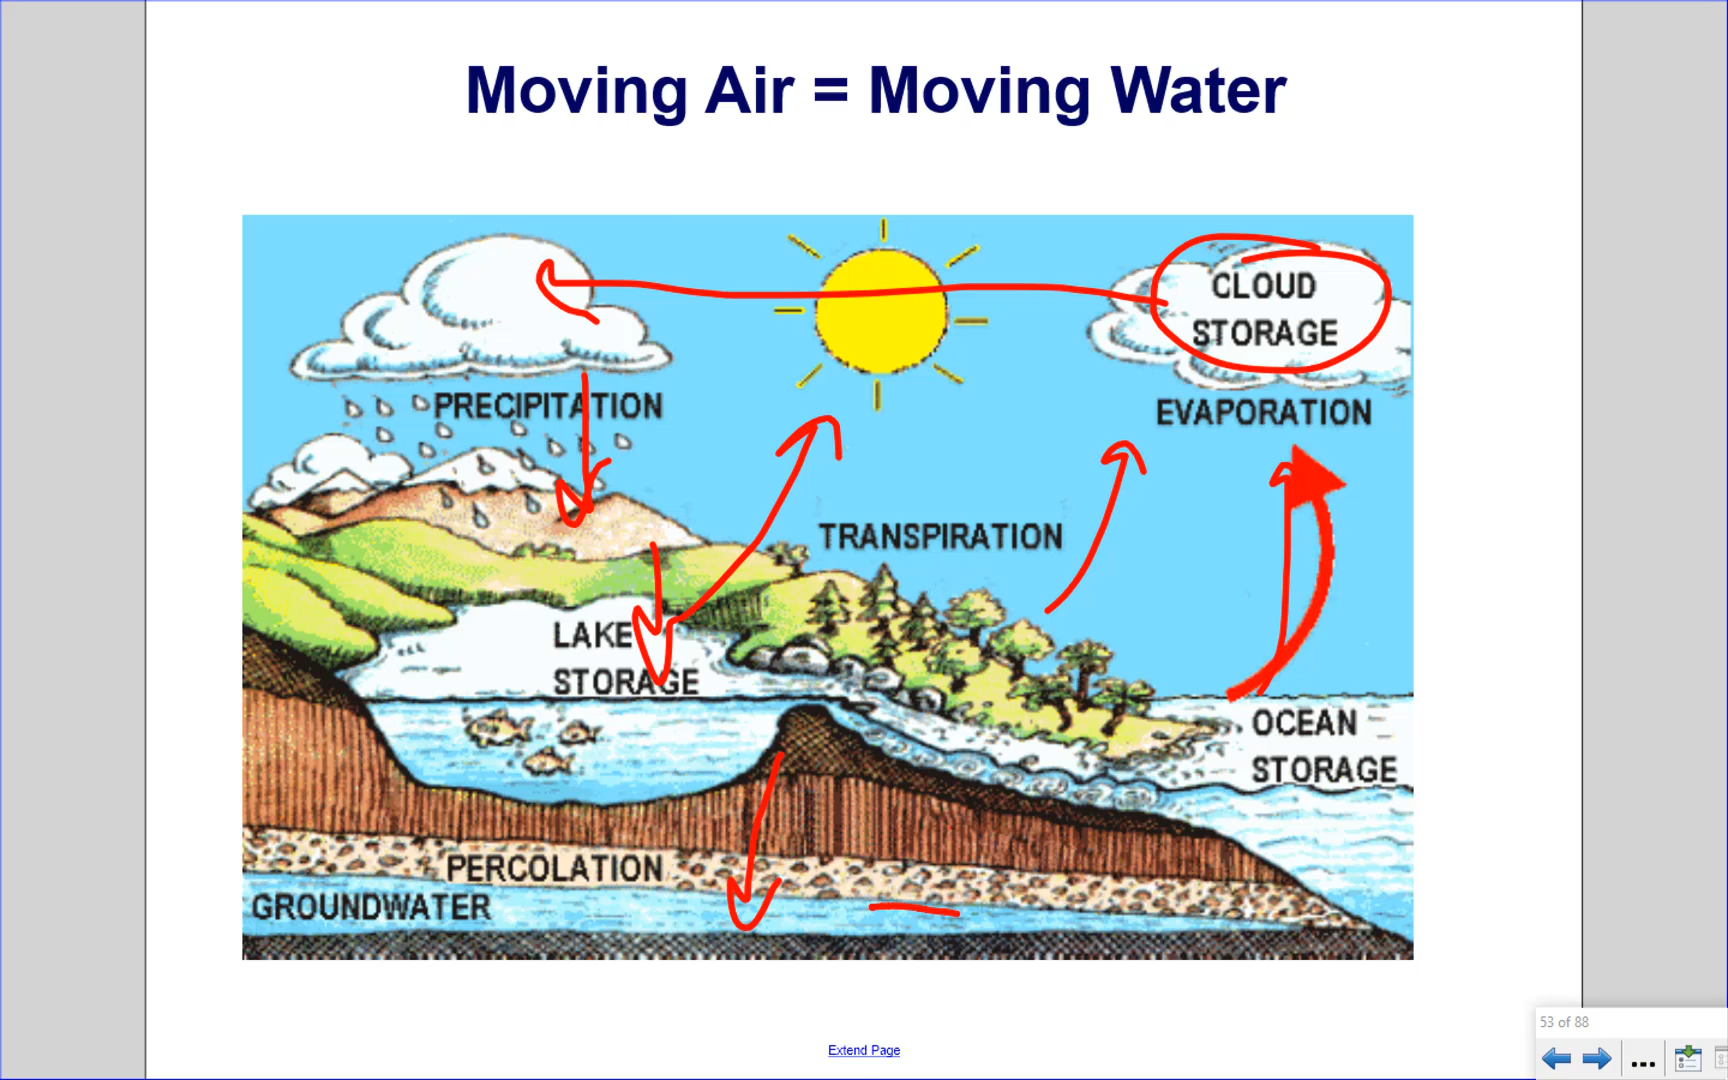 Moving Air = Moving Water
CLOUD
STORAGE
PRECIPITATION
EVAPORATION
TRANSPIRATION
LAKE
STORAGE
OCEAN
STORAGE
PERCOLATION
GROUNDWATER
Extend Page
53 of 88